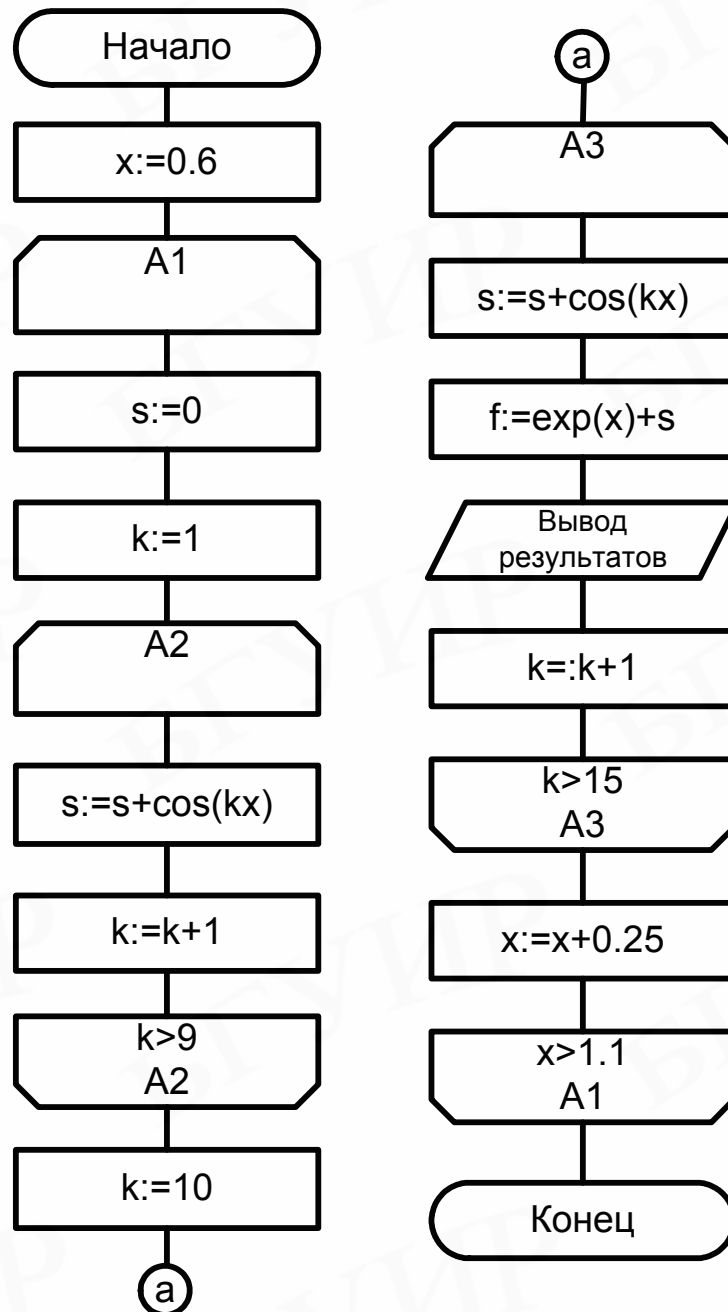 Начало
x:=0.6
A1
s:=0
k:=1
A2
s:=s+cos(kx)
k:=k+1
k>9
A2
k:=10
a
a
A3
s:=s+cos(kx)
f:=exp(x)+s
Вывод
результатов
k=:k+1
k>15
A3
x:=x+0.25
x>1.1
A1
Конец